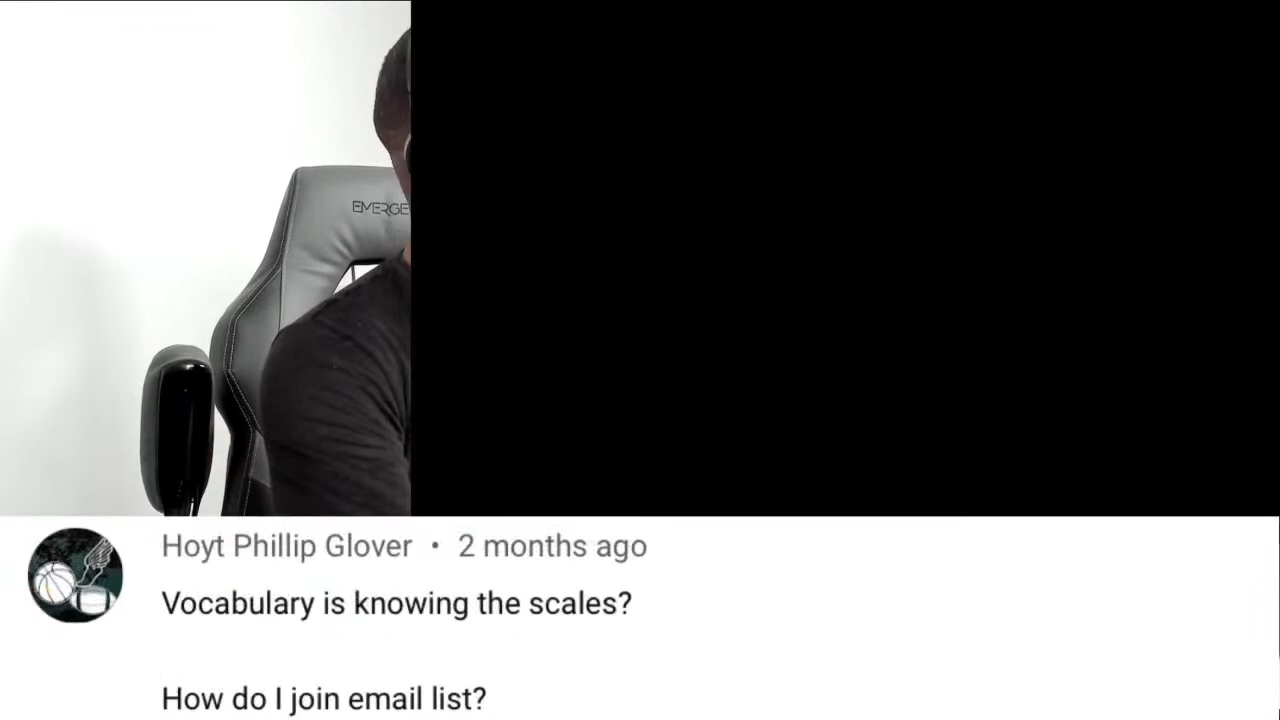 EMERGE
Hoyt Phillip Glover • 2 months ago
Vocabulary is knowing the scales?
How do I join email list?